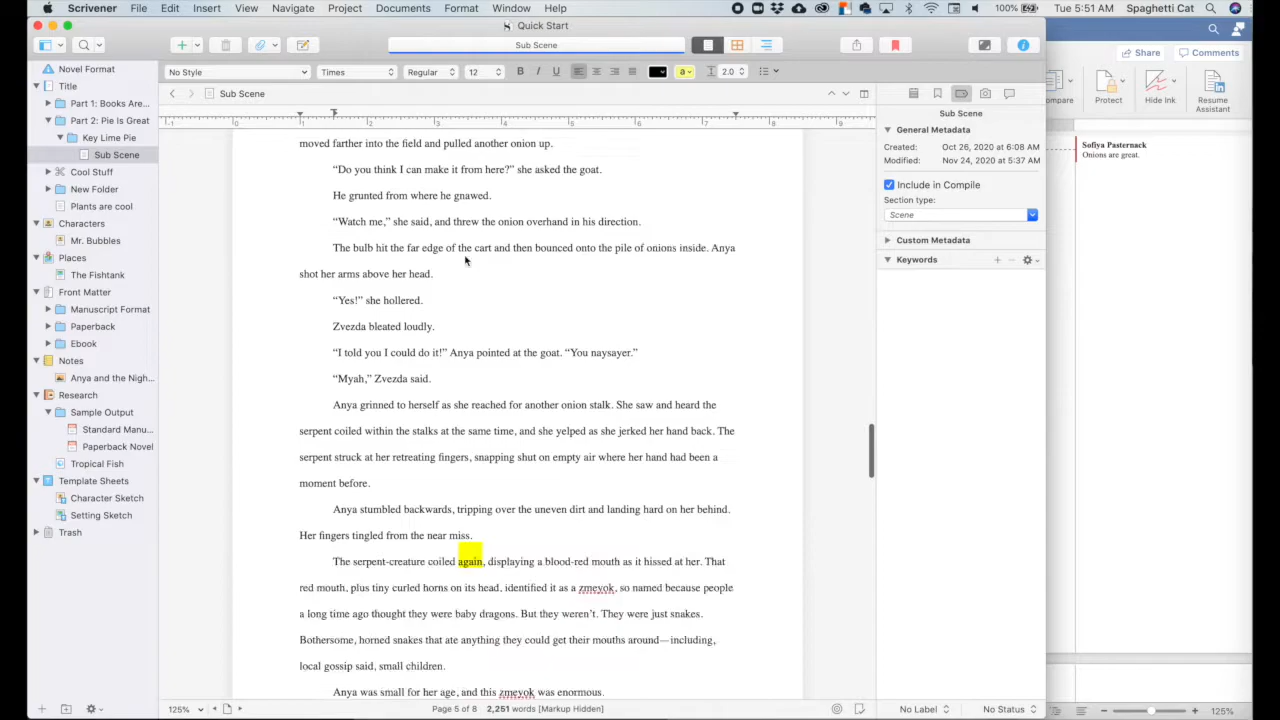 Scrivener File Edit Insert View Navigate Project Documents Format Window Help 100% Sat 5:51 AM Spaghetti Cat
Quick Start
Sub Scene
Share Comments
No Style Times Regular 12 B I U a 2.0
Compare Protect Hide Ink Resume Assistant
Novel Format
Title
Part 1: Books Are...
Part 2: Pie Is Great
Key Lime Pie
Sub Scene
Cool Stuff
New Folder
Plants are cool
Characters
Mr. Bubbles
Places
The Fishtank
Front Matter
Manuscript Format
Paperback
Ebook
Notes
Anya and the Nigh...
Research
Sample Output
Standard Manu...
Paperback Novel
Tropical Fish
Template Sheets
Character Sketch
Setting Sketch
Trash
Sub Scene
1 2 3 4 5 6 7 8 9
moved farther into the field and pulled another onion up.
“Do you think I can make it from here?” she asked the goat.
He grunted from where he gnawed.
“Watch me,” she said, and threw the onion overhand in his direction.
The bulb hit the far edge of the cart and then bounced onto the pile of onions inside. Anya
shot her arms above her head.
“Yes!” she hollered.
Zvezda bleated loudly.
“I told you I could do it!” Anya pointed at the goat. “You naysayer.”
“Myah,” Zvezda said.
Anya grinned to herself as she reached for another onion stalk. She saw and heard the
serpent coiled within the stalks at the same time, and she yelped as she jerked her hand back. The
serpent struck at her retreating fingers, snapping shut on empty air where her hand had been a
moment before.
Anya stumbled backwards, tripping over the uneven dirt and landing hard on her behind.
Her fingers tingled from the near miss.
The serpent-creature coiled again, displaying a blood-red mouth as it hissed at her. That
red mouth, plus tiny curled horns on its head, identified it as a zmeyok, so named because people
a long time ago thought they were baby dragons. But they weren’t. They were just snakes.
Bothersome, horned snakes that ate anything they could get their mouths around—including,
local gossip said, small children.
Anya was small for her age, and this zmeyok was enormous.
125% Page 5 of 8 2,251 words [Markup Hidden]
Sub Scene
General Metadata
Created: Oct 26, 2020 at 6:08 AM
Modified: Nov 24, 2020 at 5:37 AM
Include in Compile
Section type:
Scene
Custom Metadata
Keywords
No Label No Status
Sofiya Pasternack
Onions are great.
125%